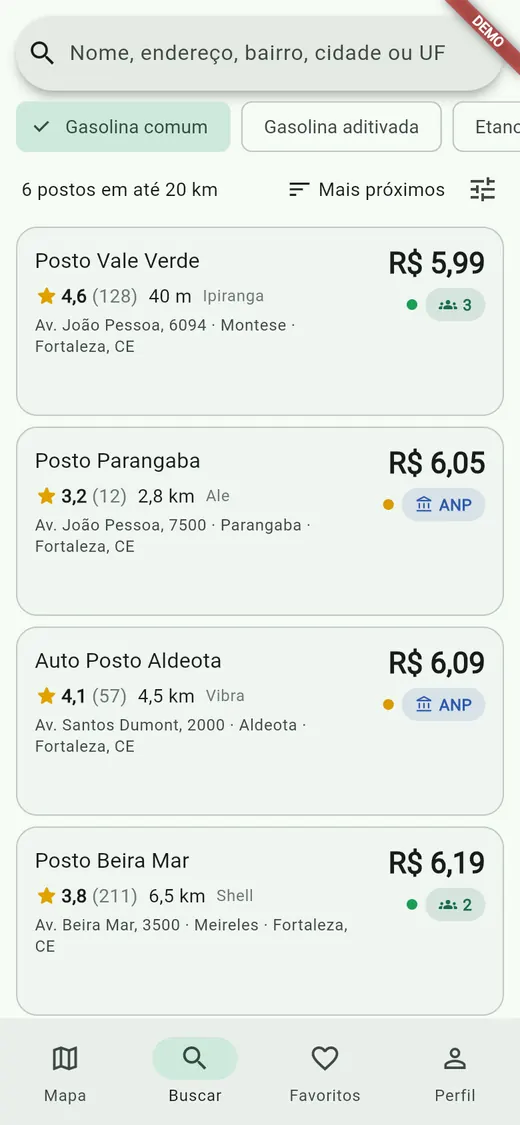 DEMO
Nome, endereço, bairro, cidade ou UF
Gasolina comum
Gasolina aditivada
Etano
6 postos em até 20 km
Mais próximos
Posto Vale Verde
R$ 5,99
4,6 (128) 40 m Ipiranga
3
Av. João Pessoa, 6094 · Montese ·
Fortaleza, CE
Posto Parangaba
R$ 6,05
3,2 (12) 2,8 km Ale
ANP
Av. João Pessoa, 7500 · Parangaba ·
Fortaleza, CE
Auto Posto Aldeota
R$ 6,09
4,1 (57) 4,5 km Vibra
ANP
Av. Santos Dumont, 2000 · Aldeota ·
Fortaleza, CE
Posto Beira Mar
R$ 6,19
3,8 (211) 6,5 km Shell
2
Av. Beira Mar, 3500 · Meireles · Fortaleza,
CE
Mapa
Buscar
Favoritos
Perfil